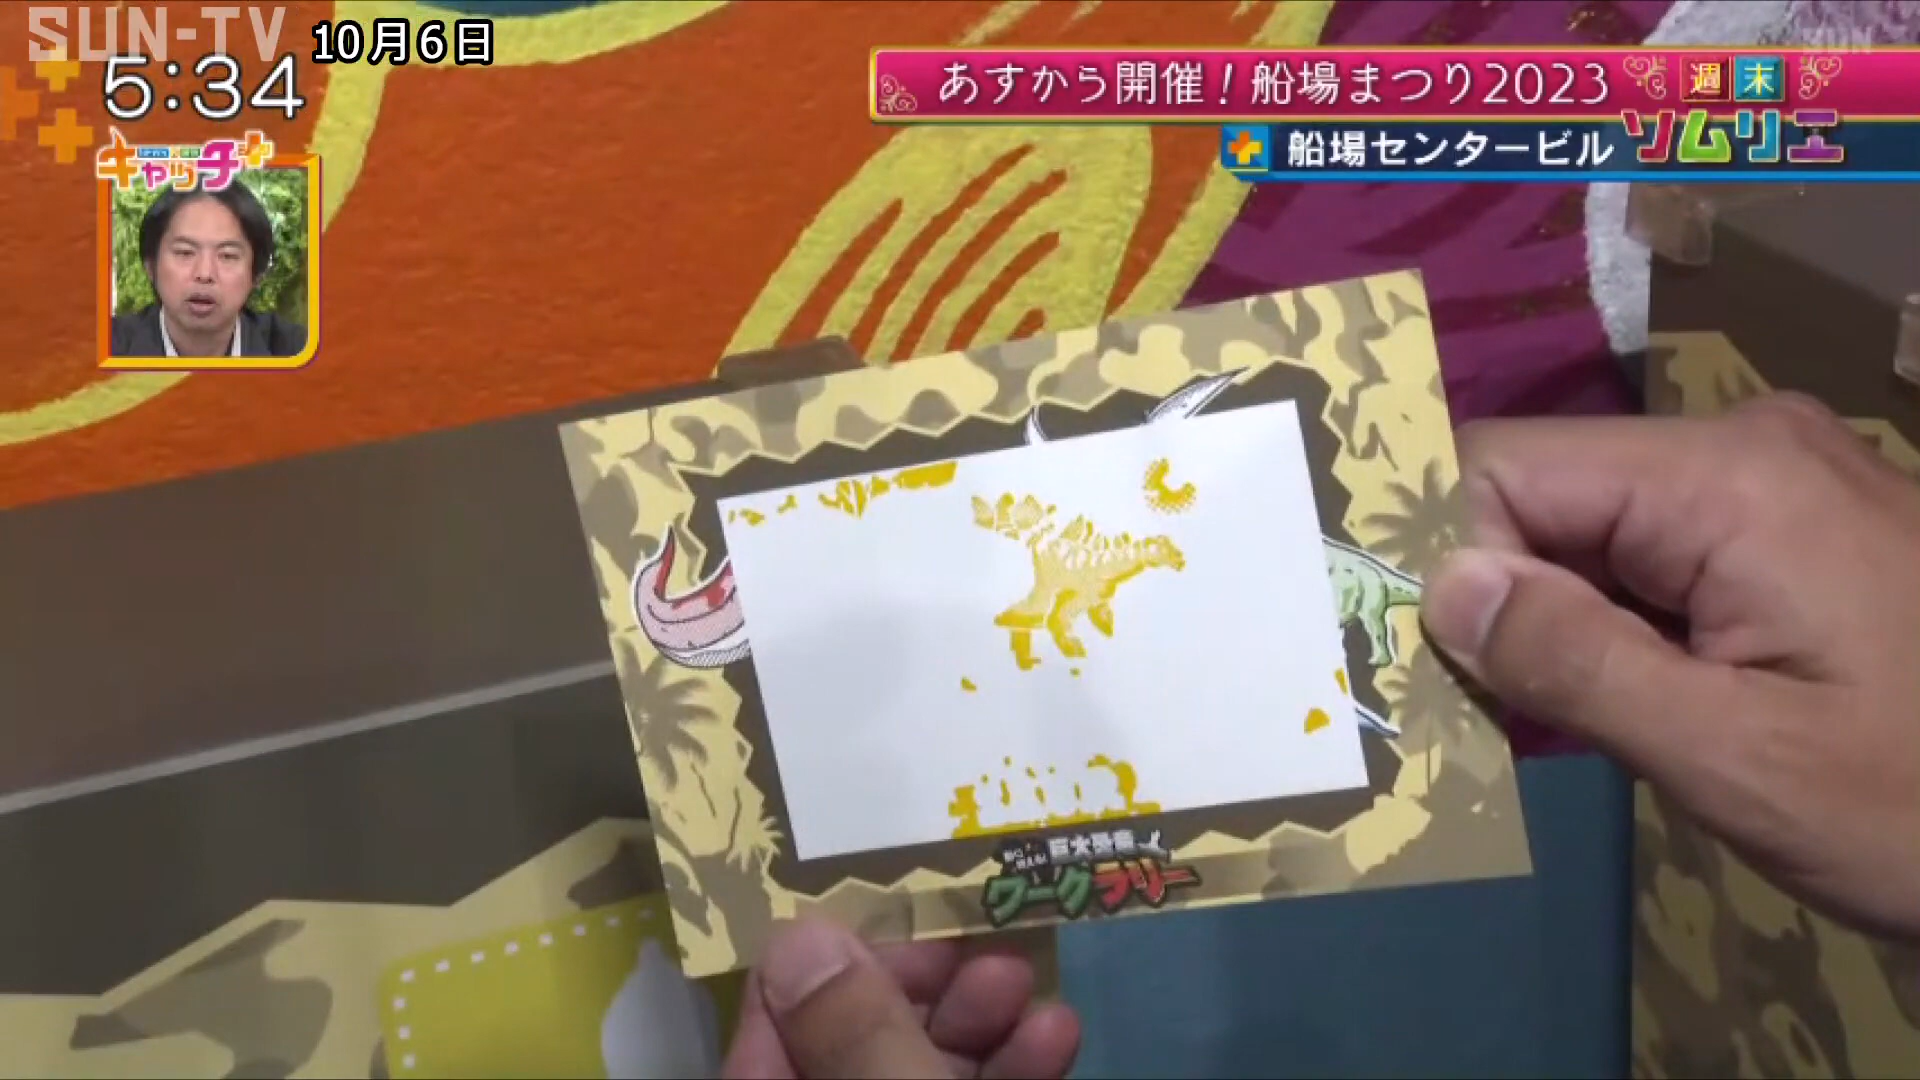 SUN-TV
10月6日
5:34
キャッチ+
あすから開催！船場まつり2023
週末
ソムリエ
船場センタービル
SUN
巨大恐竜
ワークラリー